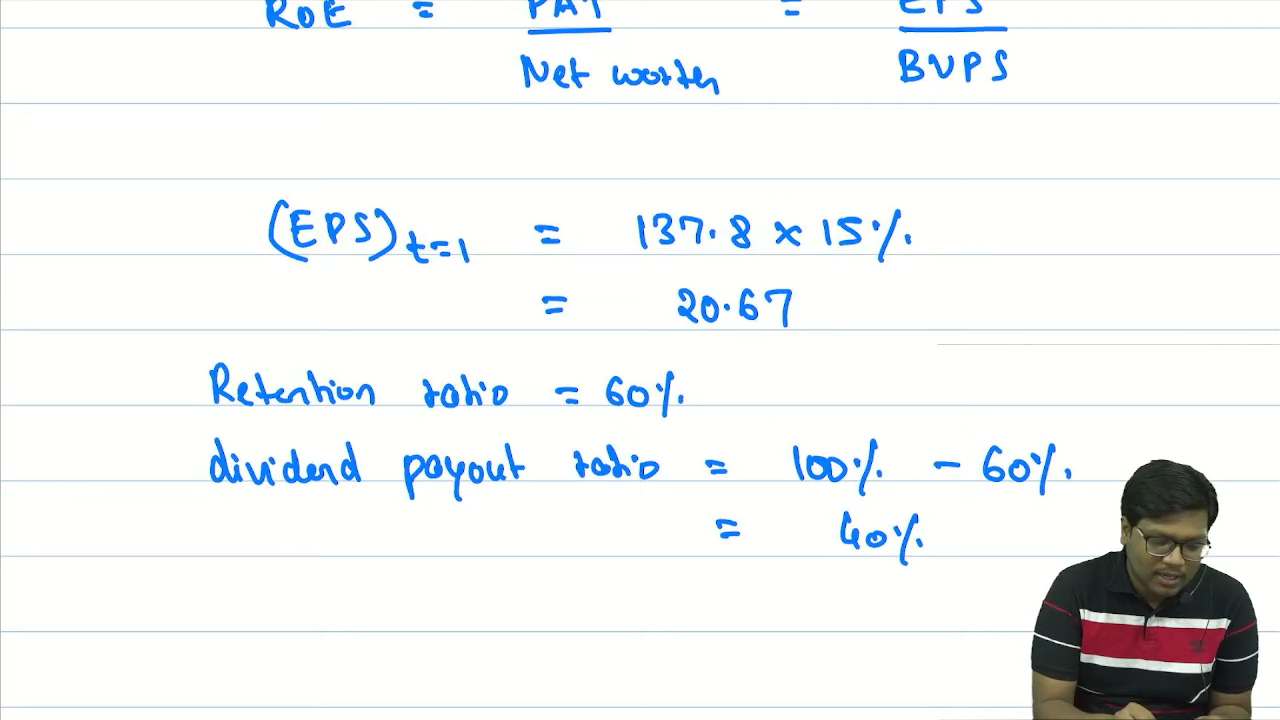 ROE = PAT = EPS
Net worth BVPS
(EPS)t=1 = 137.8 × 15%
= 20.67
Retention ratio = 60%
dividend payout ratio = 100% - 60%
= 40%